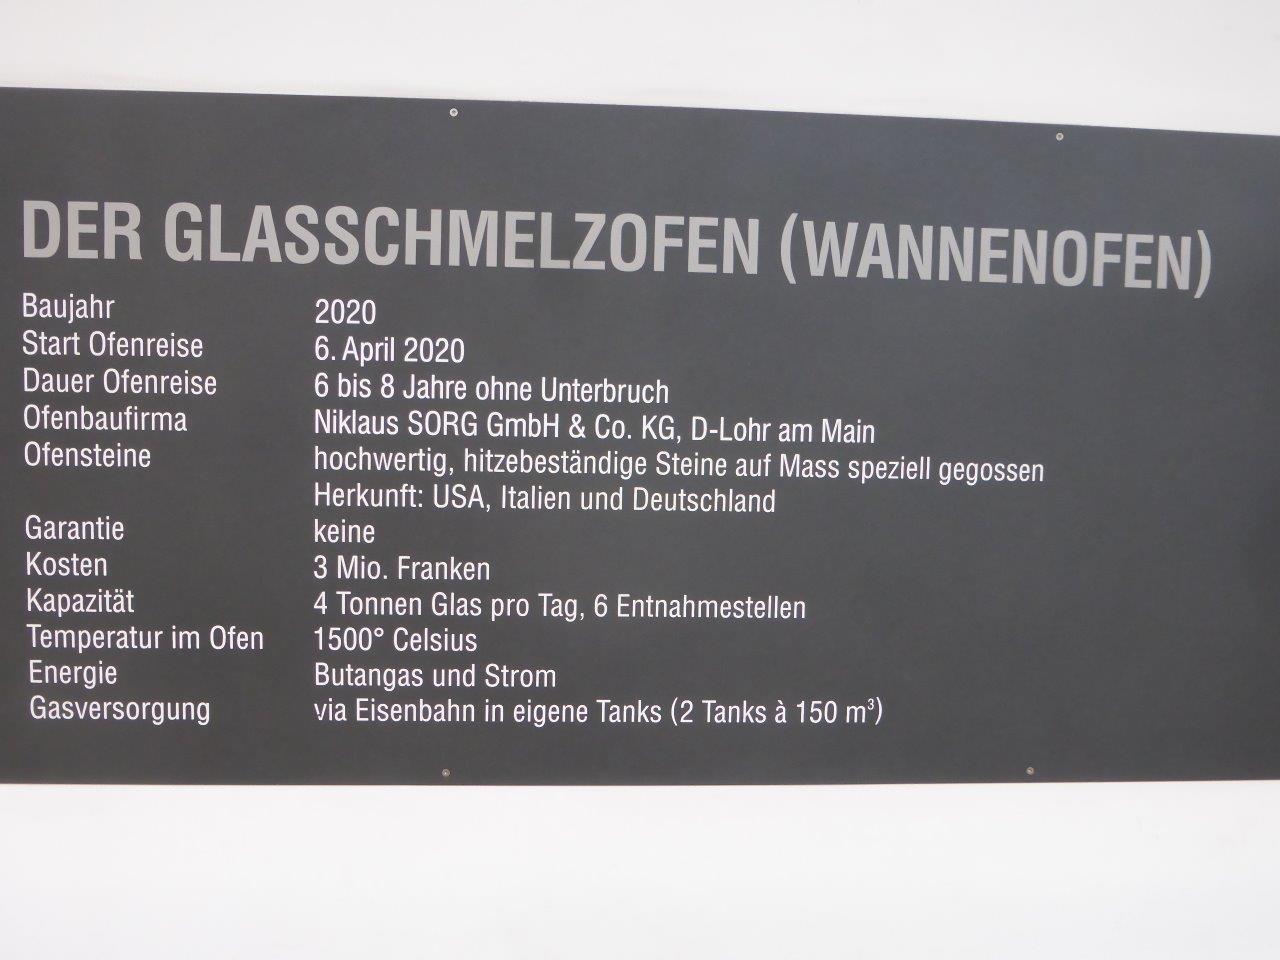 DER GLASSCHMELZOFEN (WANNENOFEN)
Baujahr 2020
Start Ofenreise 6. April 2020
Dauer Ofenreise 6 bis 8 Jahre ohne Unterbruch
Ofenbaufirma Niklaus SORG GmbH & Co. KG, D-Lohr am Main
Ofensteine hochwertig, hitzebeständige Steine auf Mass speziell gegossen
Herkunft: USA, Italien und Deutschland
Garantie keine
Kosten 3 Mio. Franken
Kapazität 4 Tonnen Glas pro Tag, 6 Entnahmestellen
Temperatur im Ofen 1500° Celsius
Energie Butangas und Strom
Gasversorgung via Eisenbahn in eigene Tanks (2 Tanks à 150 m³)